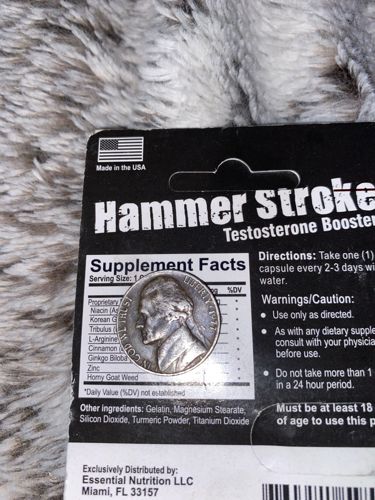 Made in the USA
Hammer Stroke
Testosterone Booster
Supplement Facts
Serving Size:
%DV
Proprietary
Niacin
Korean
Tribulus
L-Arginine
Cinnamon
Ginkgo Biloba
Zinc
Horny Goat Weed
*Daily Value (%DV) not established
Other ingredients: Gelatin, Magnesium Stearate,
Silicon Dioxide, Turmeric Powder, Titanium Dioxide
IN GOD WE TRUST
LIBERTY
Directions: Take one (1)
capsule every 2-3 days
water.
Warnings/Caution:
● Use only as directed.
● As with any dietary
consult with your
before use.
● Do not take more than 1
in a 24 hour period.
Must be at least 18
of age to use this
Exclusively Distributed by:
Essential Nutrition LLC
Miami, FL 33157